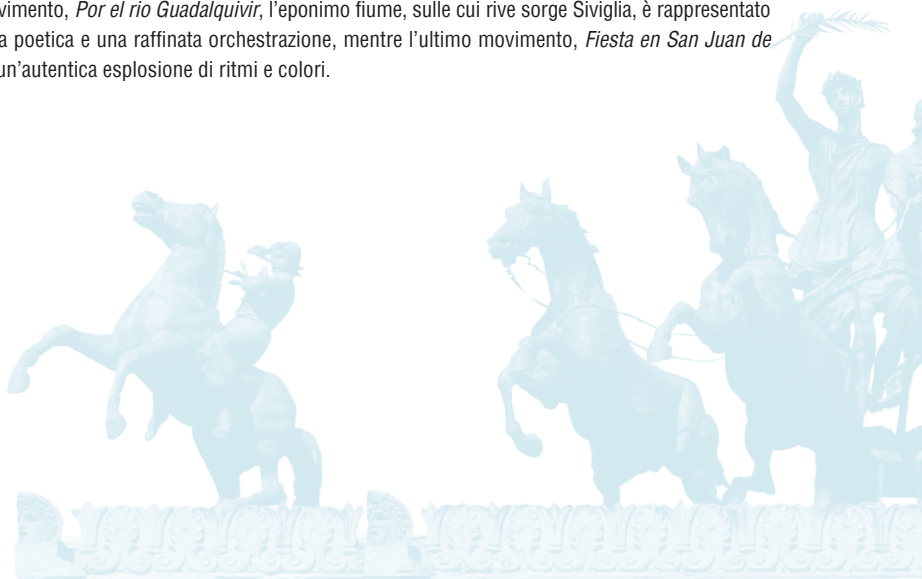 vimento, Por el rio Guadalquivir, l’eponimo fiume, sulle cui rive sorge Siviglia, è rappresentato
a poetica e una raffinata orchestrazione, mentre l’ultimo movimento, Fiesta en San Juan de
un’autentica esplosione di ritmi e colori.